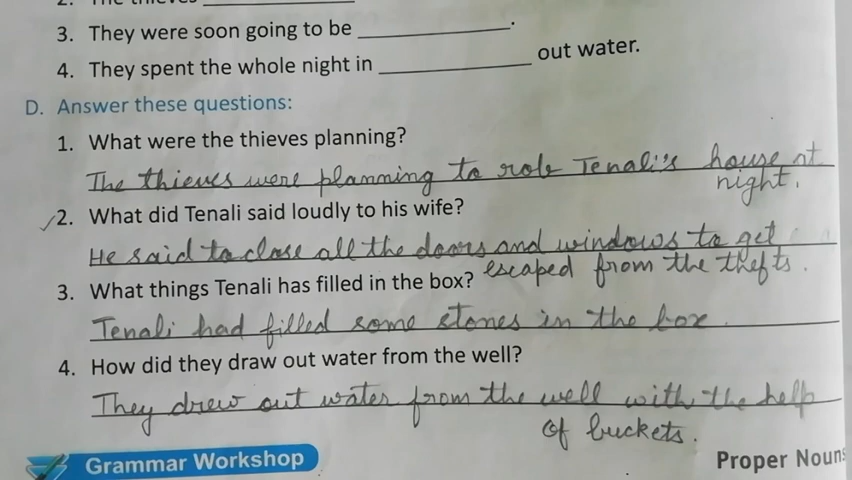 2. The thieves ____________
3. They were soon going to be ____________.
4. They spent the whole night in ____________ out water.
D. Answer these questions:
1. What were the thieves planning?
The thieves were planning to rob Tenali's house at
night.
2. What did Tenali said loudly to his wife?
He said to close all the doors and windows to get
escaped from the thefts.
3. What things Tenali has filled in the box?
Tenali had filled some stones in the box.
4. How did they draw out water from the well?
They drew out water from the well with the help
of buckets.
Grammar Workshop
Proper Nouns